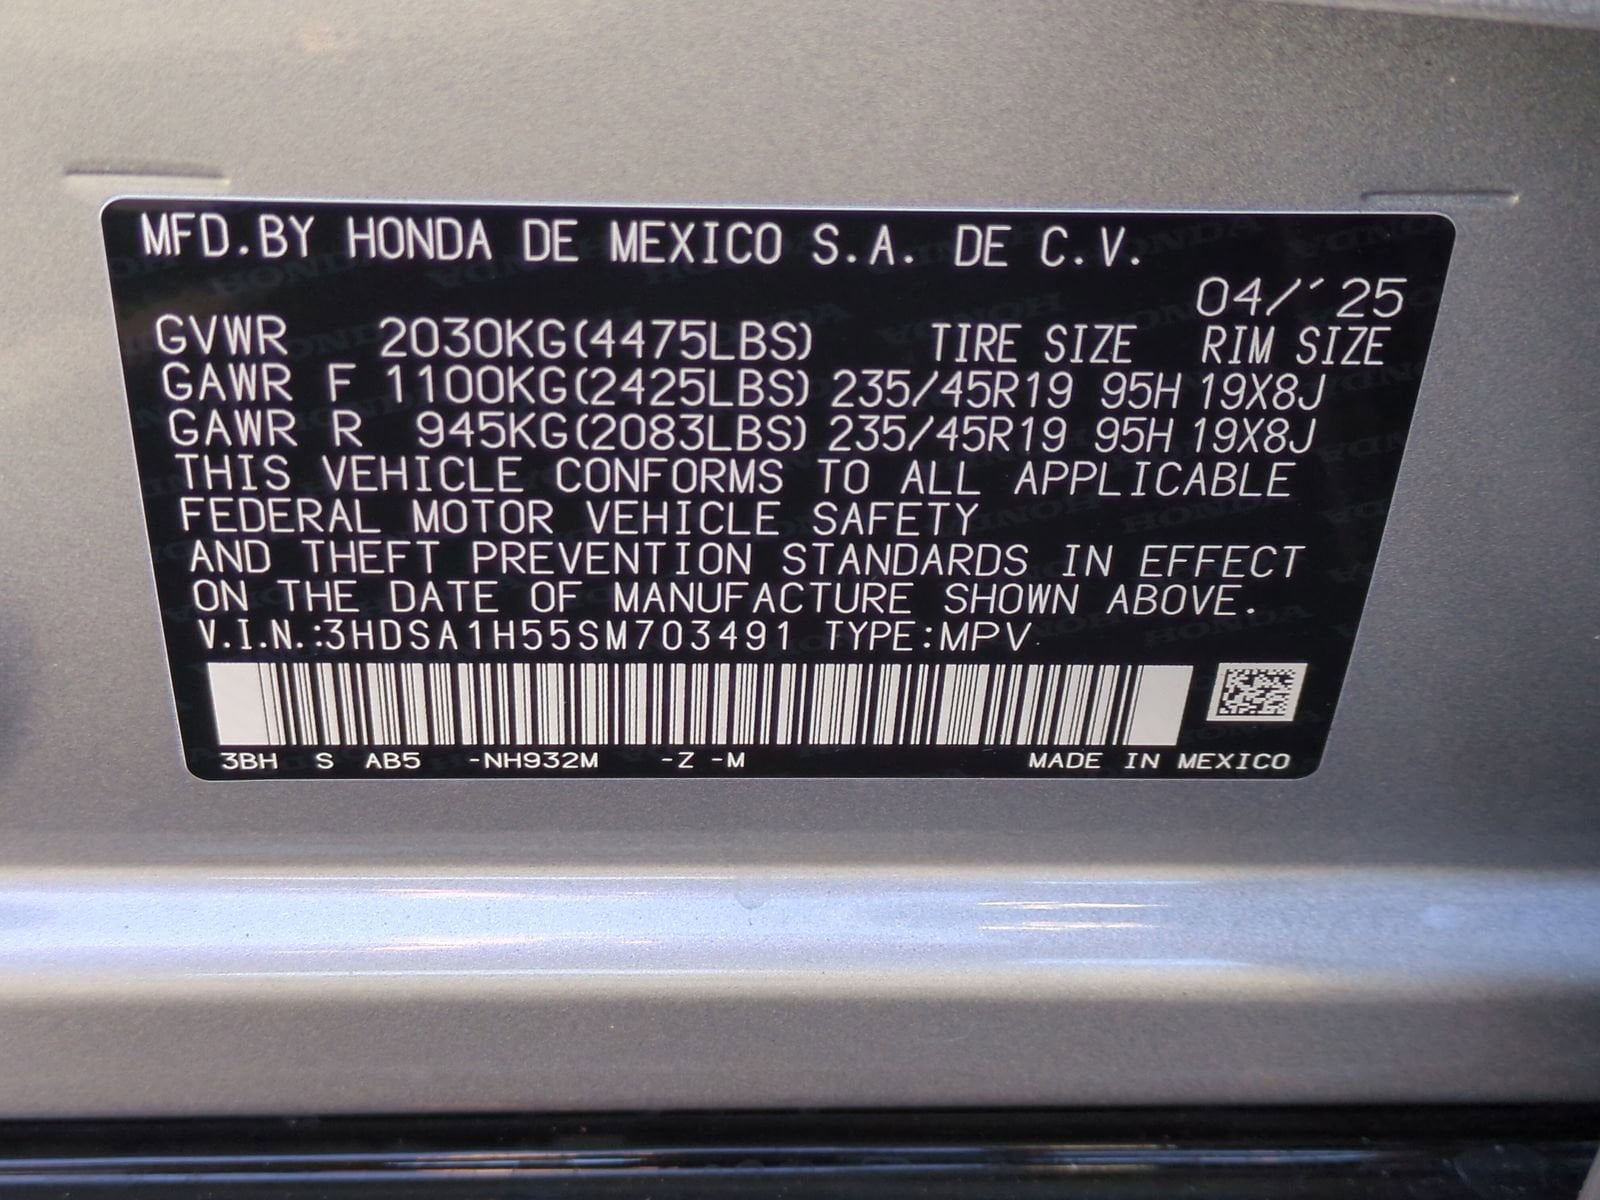 MFD.BY HONDA DE MEXICO S.A. DE C.V.
04/´25
GVWR 2030KG(4475LBS) TIRE SIZE RIM SIZE
GAWR F 1100KG(2425LBS) 235/45R19 95H 19X8J
GAWR R 945KG(2083LBS) 235/45R19 95H 19X8J
THIS VEHICLE CONFORMS TO ALL APPLICABLE
FEDERAL MOTOR VEHICLE SAFETY
AND THEFT PREVENTION STANDARDS IN EFFECT
ON THE DATE OF MANUFACTURE SHOWN ABOVE.
V.I.N.:3HDSA1H55SM703491 TYPE:MPV
3BH S AB5 -NH932M -Z -M MADE IN MEXICO